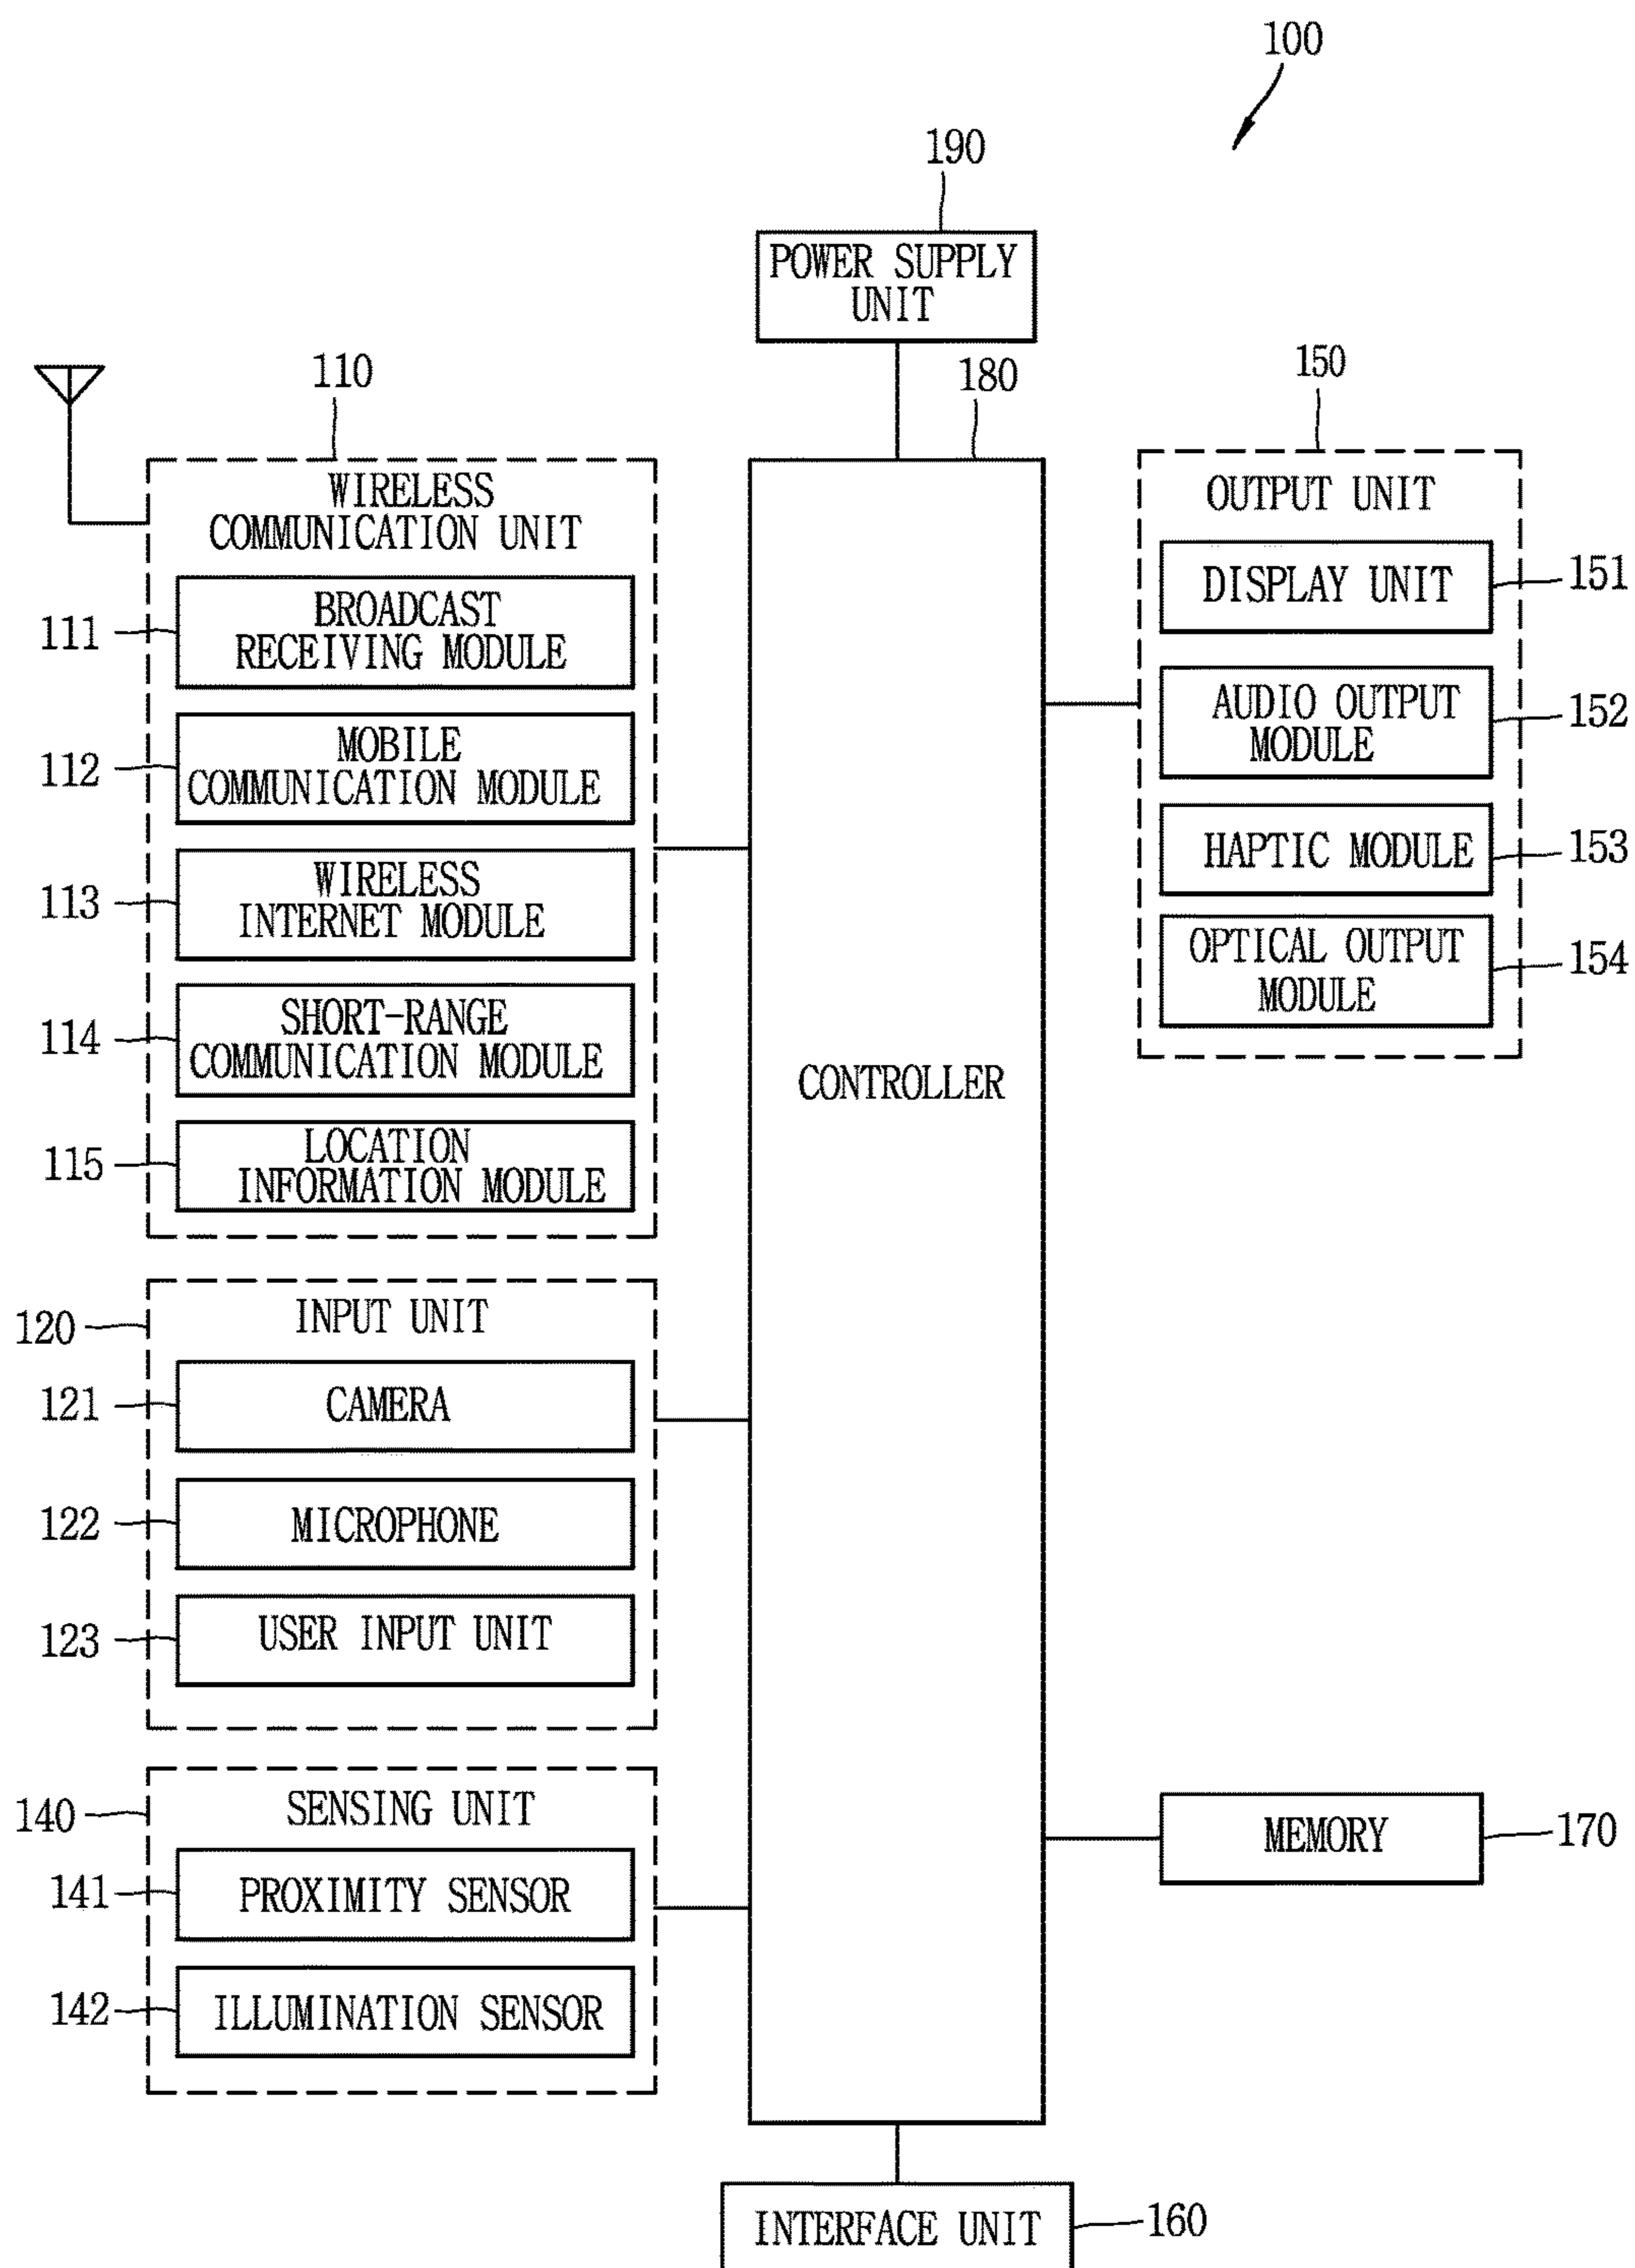 100
190
POWER SUPPLY
UNIT
110
180
150
WIRELESS
COMMUNICATION UNIT
111
BROADCAST
RECEIVING MODULE
112
MOBILE
COMMUNICATION MODULE
113
WIRELESS
INTERNET MODULE
114
SHORT-RANGE
COMMUNICATION MODULE
115
LOCATION
INFORMATION MODULE
120
INPUT UNIT
121
CAMERA
122
MICROPHONE
123
USER INPUT UNIT
140
SENSING UNIT
141
PROXIMITY SENSOR
142
ILLUMINATION SENSOR
CONTROLLER
OUTPUT UNIT
DISPLAY UNIT
151
AUDIO OUTPUT
MODULE
152
HAPTIC MODULE
153
OPTICAL OUTPUT
MODULE
154
MEMORY
170
INTERFACE UNIT
160